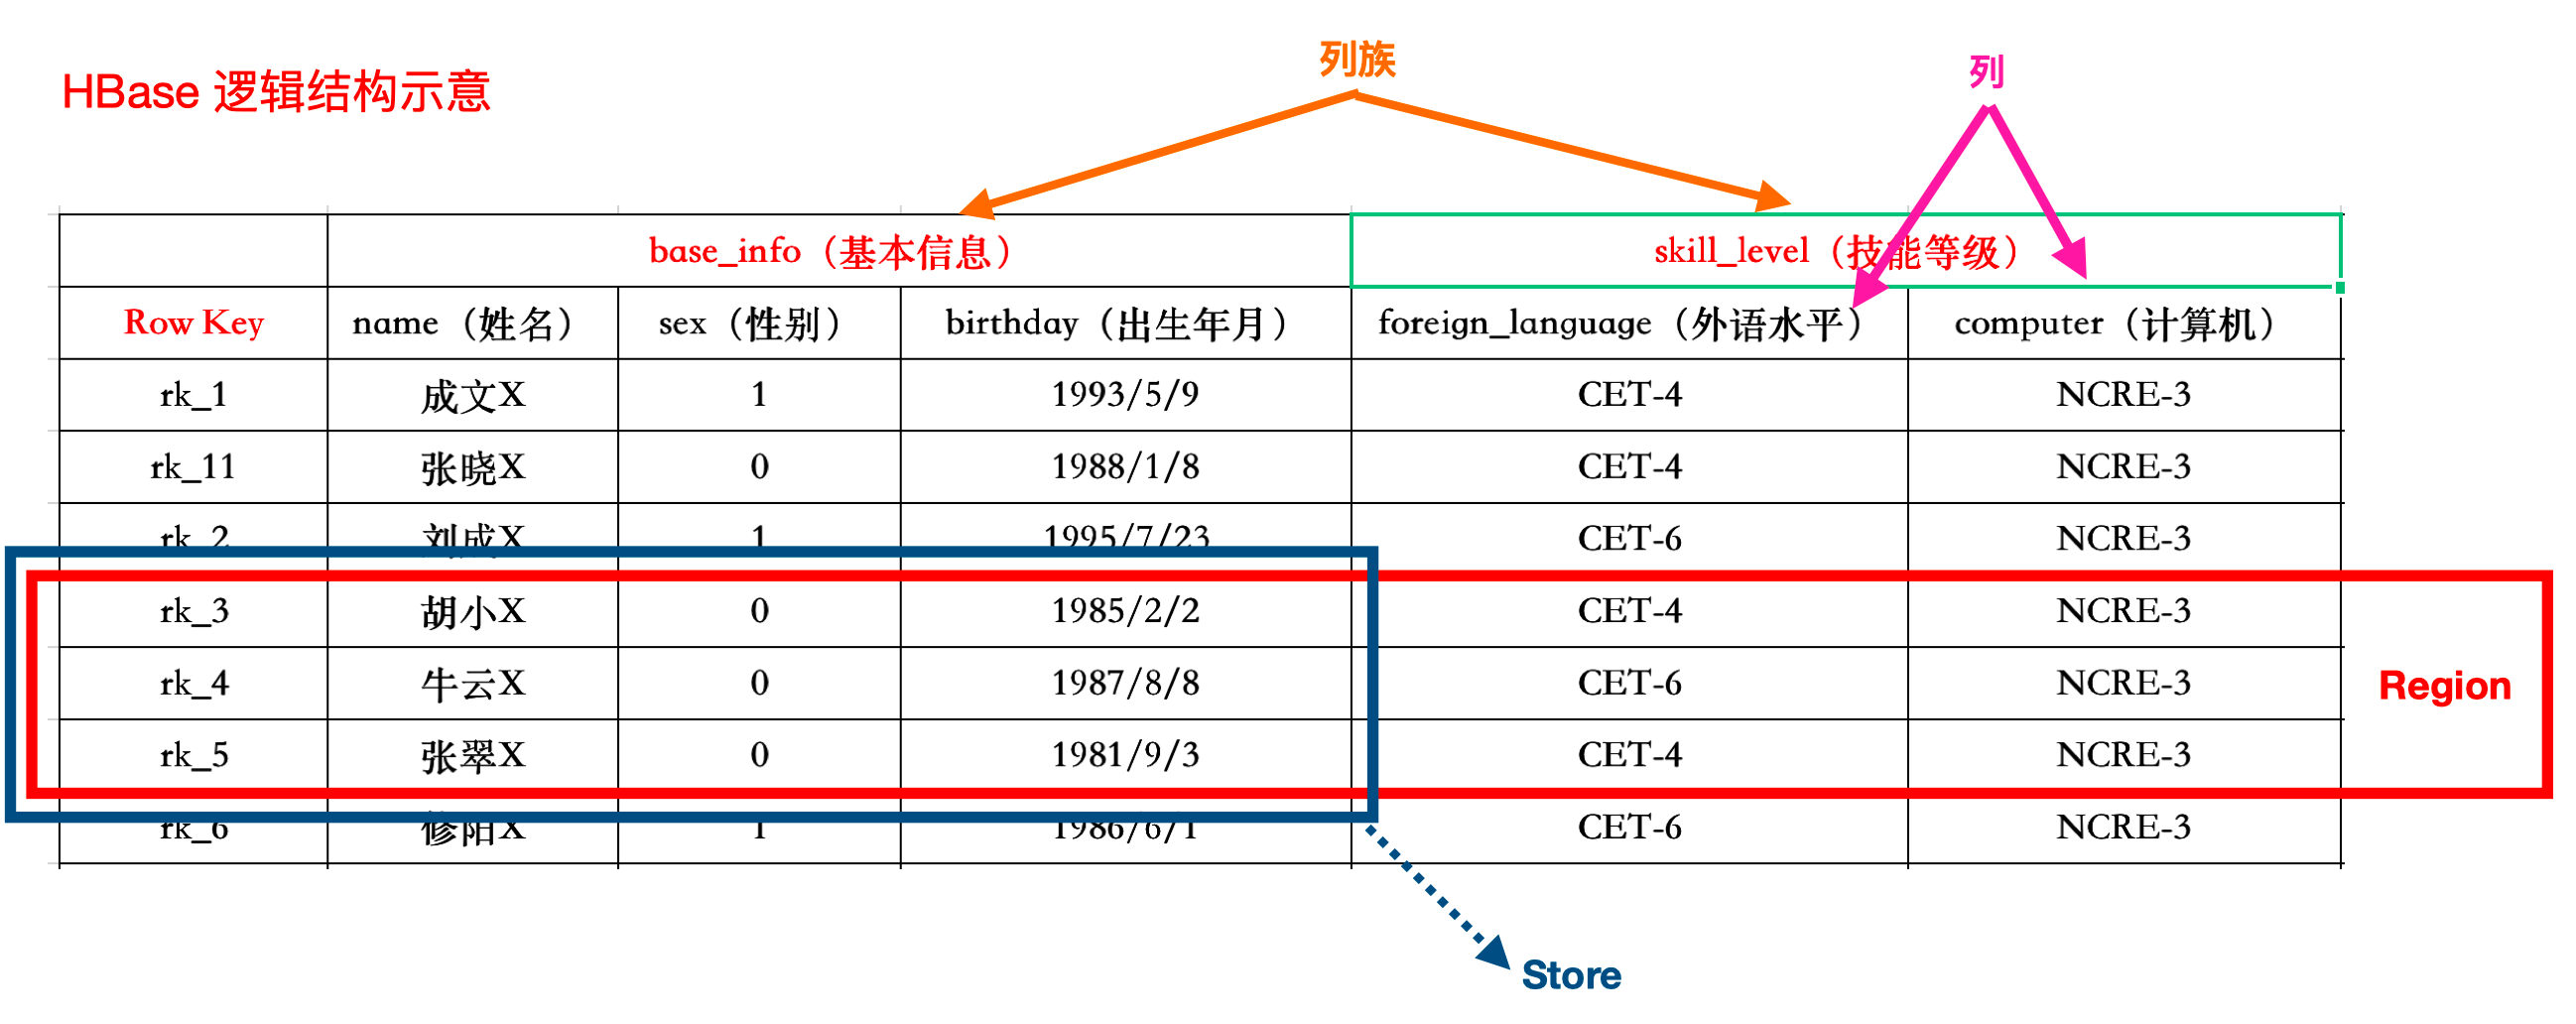 列族
列
HBase 逻辑结构示意
base_info（基本信息） skill_level（技能等级）
Row Key name（姓名） sex（性别） birthday（出生年月） foreign_language（外语水平） computer（计算机）
rk_1 成文X 1 1993/5/9 CET-4 NCRE-3
rk_11 张晓X 0 1988/1/8 CET-4 NCRE-3
rk_2 刘成X 1 1995/7/23 CET-6 NCRE-3
rk_3 胡小X 0 1985/2/2 CET-4 NCRE-3
rk_4 牛云X 0 1987/8/8 CET-6 NCRE-3
Region
rk_5 张翠X 0 1981/9/3 CET-4 NCRE-3
rk_6 修阳X 1 1986/6/1 CET-6 NCRE-3
Store